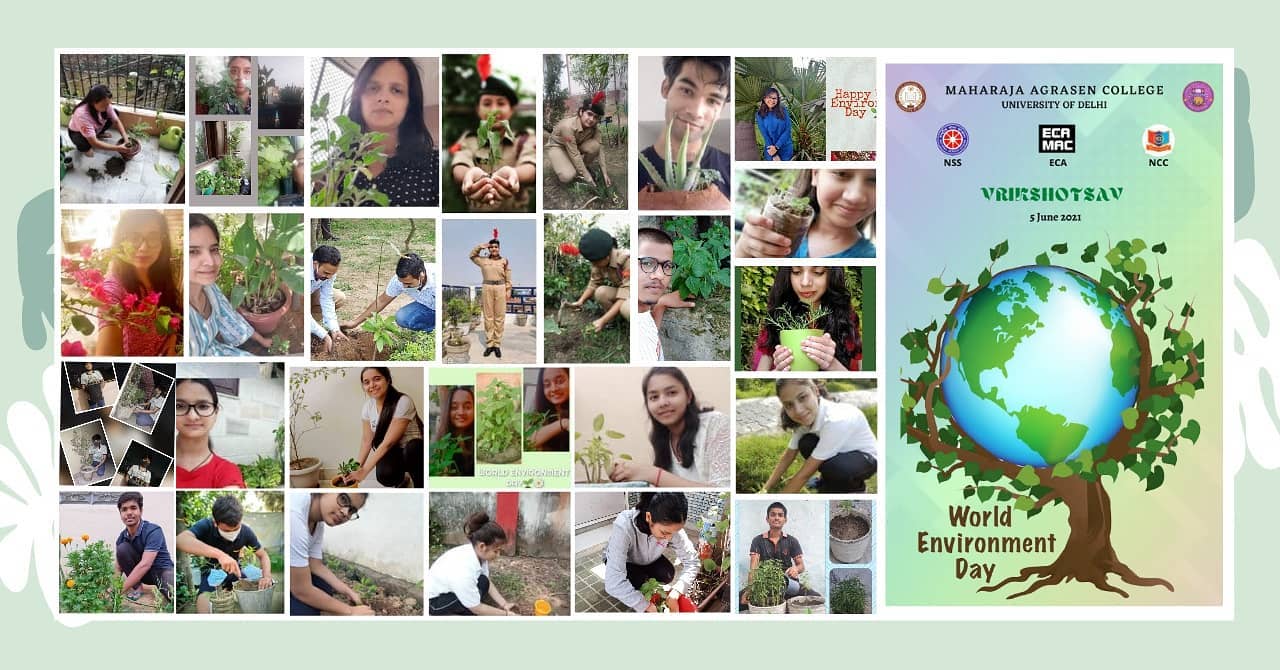 Happy
Environ
Day
WORLD ENVIRONMENT
DAY
MAHARAJA AGRASEN COLLEGE
UNIVERSITY OF DELHI
NSS
ECA
MAC
ECA
NCC
VRIKSHOTSAV
5 June 2021
World
Environment
Day